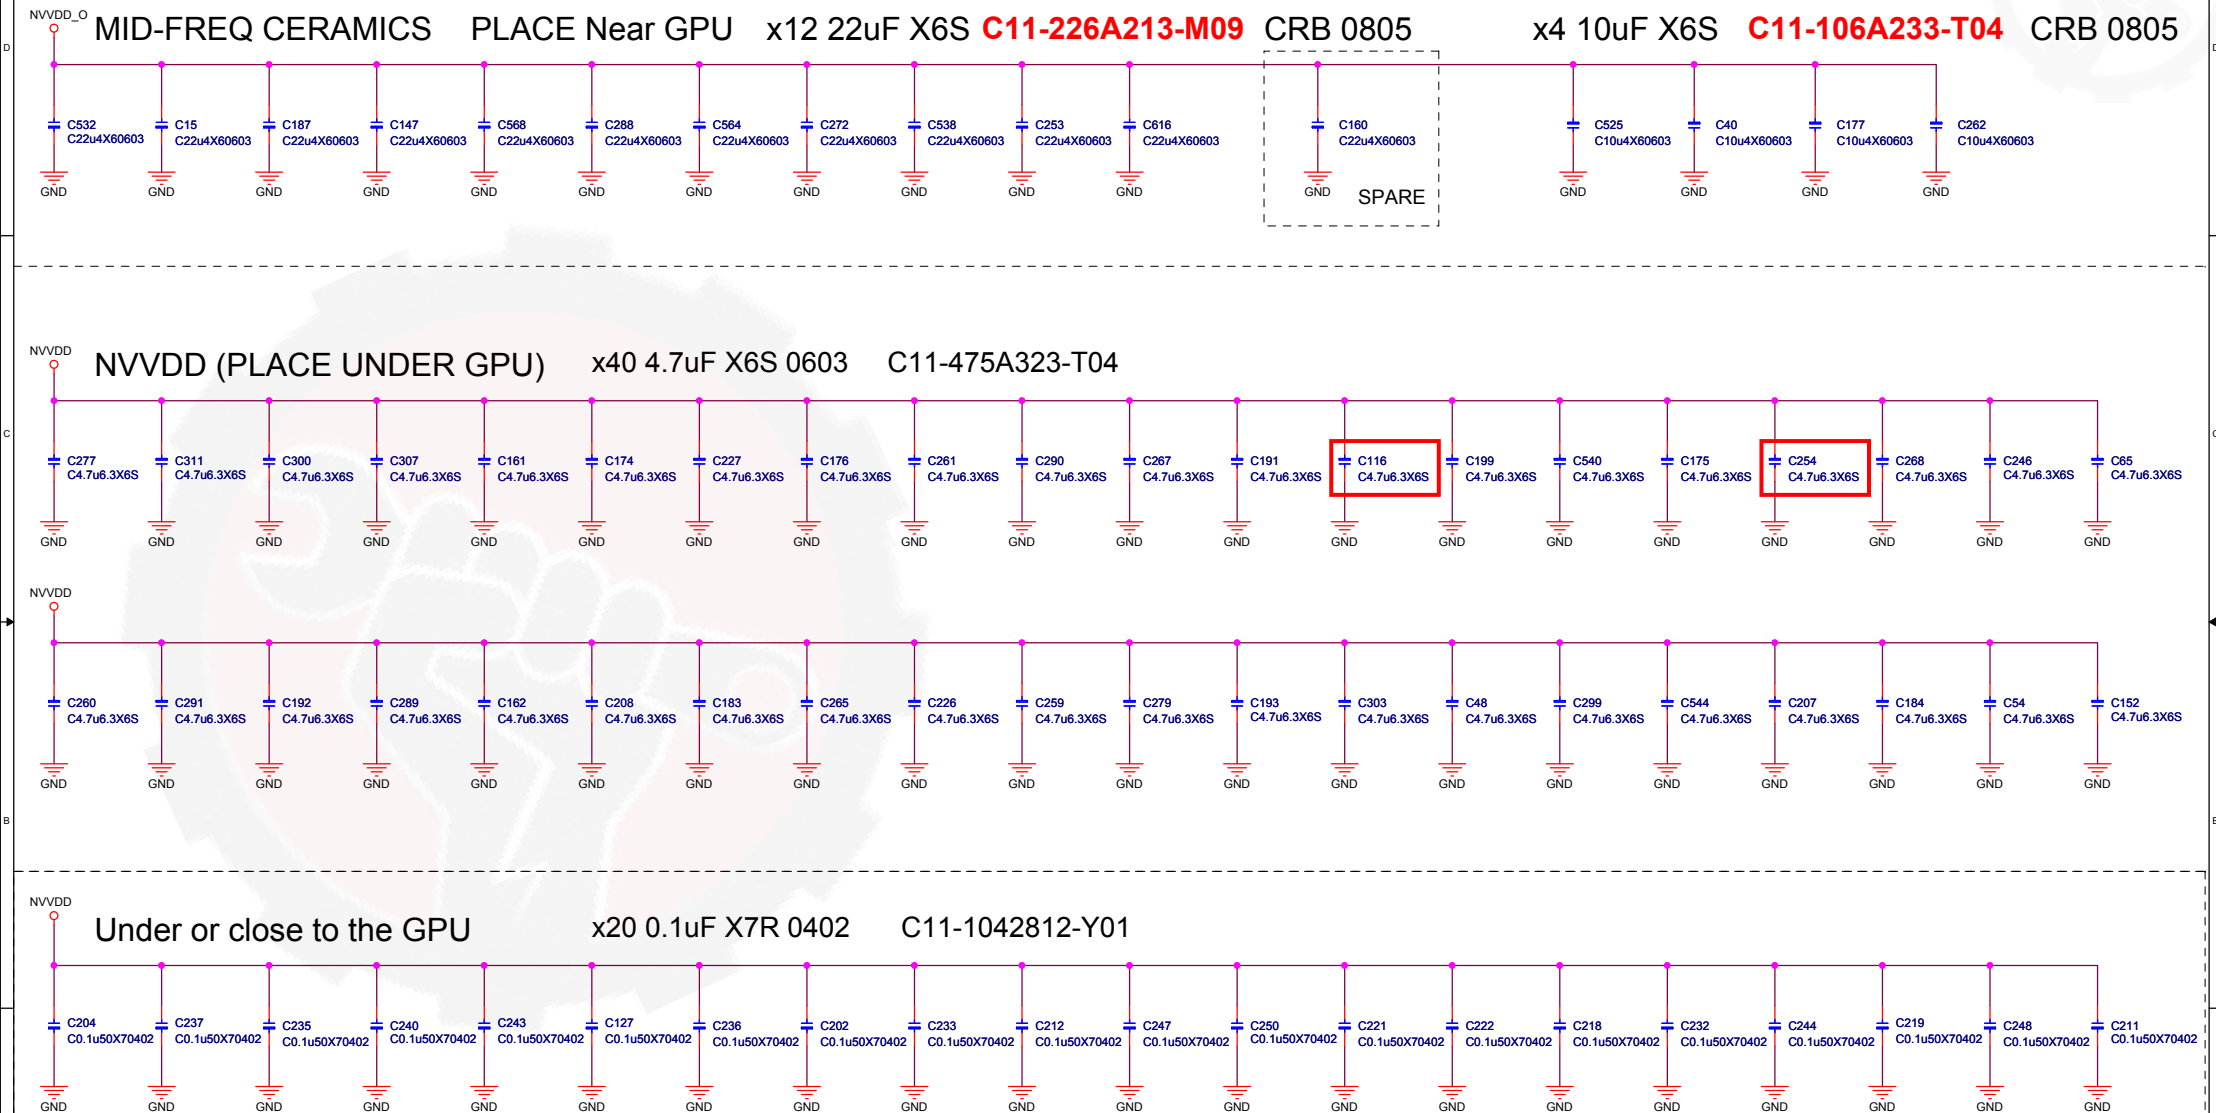 NVVDD_O
MID-FREQ CERAMICS PLACE Near GPU x12 22uF X6S C11-226A213-M09 CRB 0805 x4 10uF X6S C11-106A233-T04 CRB 0805
D D
C532 C15 C187 C147 C568 C288 C564 C272 C538 C253 C616 C160 C525 C40 C177 C262
C22u4X60603 C22u4X60603 C22u4X60603 C22u4X60603 C22u4X60603 C22u4X60603 C22u4X60603 C22u4X60603 C22u4X60603 C22u4X60603 C22u4X60603 C22u4X60603 C10u4X60603 C10u4X60603 C10u4X60603 C10u4X60603
GND GND GND GND GND GND GND GND GND GND GND GND GND GND GND GND
SPARE
NVVDD
NVVDD (PLACE UNDER GPU) x40 4.7uF X6S 0603 C11-475A323-T04
C C
C277 C311 C300 C307 C161 C174 C227 C176 C261 C290 C267 C191 C116 C199 C540 C175 C254 C268 C246 C65
C4.7u6.3X6S C4.7u6.3X6S C4.7u6.3X6S C4.7u6.3X6S C4.7u6.3X6S C4.7u6.3X6S C4.7u6.3X6S C4.7u6.3X6S C4.7u6.3X6S C4.7u6.3X6S C4.7u6.3X6S C4.7u6.3X6S C4.7u6.3X6S C4.7u6.3X6S C4.7u6.3X6S C4.7u6.3X6S C4.7u6.3X6S C4.7u6.3X6S C4.7u6.3X6S C4.7u6.3X6S
GND GND GND GND GND GND GND GND GND GND GND GND GND GND GND GND GND GND GND GND
NVVDD
C260 C291 C192 C289 C162 C208 C183 C265 C226 C259 C279 C193 C303 C48 C299 C544 C207 C184 C54 C152
C4.7u6.3X6S C4.7u6.3X6S C4.7u6.3X6S C4.7u6.3X6S C4.7u6.3X6S C4.7u6.3X6S C4.7u6.3X6S C4.7u6.3X6S C4.7u6.3X6S C4.7u6.3X6S C4.7u6.3X6S C4.7u6.3X6S C4.7u6.3X6S C4.7u6.3X6S C4.7u6.3X6S C4.7u6.3X6S C4.7u6.3X6S C4.7u6.3X6S C4.7u6.3X6S C4.7u6.3X6S
GND GND GND GND GND GND GND GND GND GND GND GND GND GND GND GND GND GND GND GND
B B
NVVDD
Under or close to the GPU x20 0.1uF X7R 0402 C11-1042812-Y01
C204 C237 C235 C240 C243 C127 C236 C202 C233 C212 C247 C250 C221 C222 C218 C232 C244 C219 C248 C211
C0.1u50X70402 C0.1u50X70402 C0.1u50X70402 C0.1u50X70402 C0.1u50X70402 C0.1u50X70402 C0.1u50X70402 C0.1u50X70402 C0.1u50X70402 C0.1u50X70402 C0.1u50X70402 C0.1u50X70402 C0.1u50X70402 C0.1u50X70402 C0.1u50X70402 C0.1u50X70402 C0.1u50X70402 C0.1u50X70402 C0.1u50X70402 C0.1u50X70402
GND GND GND GND GND GND GND GND GND GND GND GND GND GND GND GND GND GND GND GND